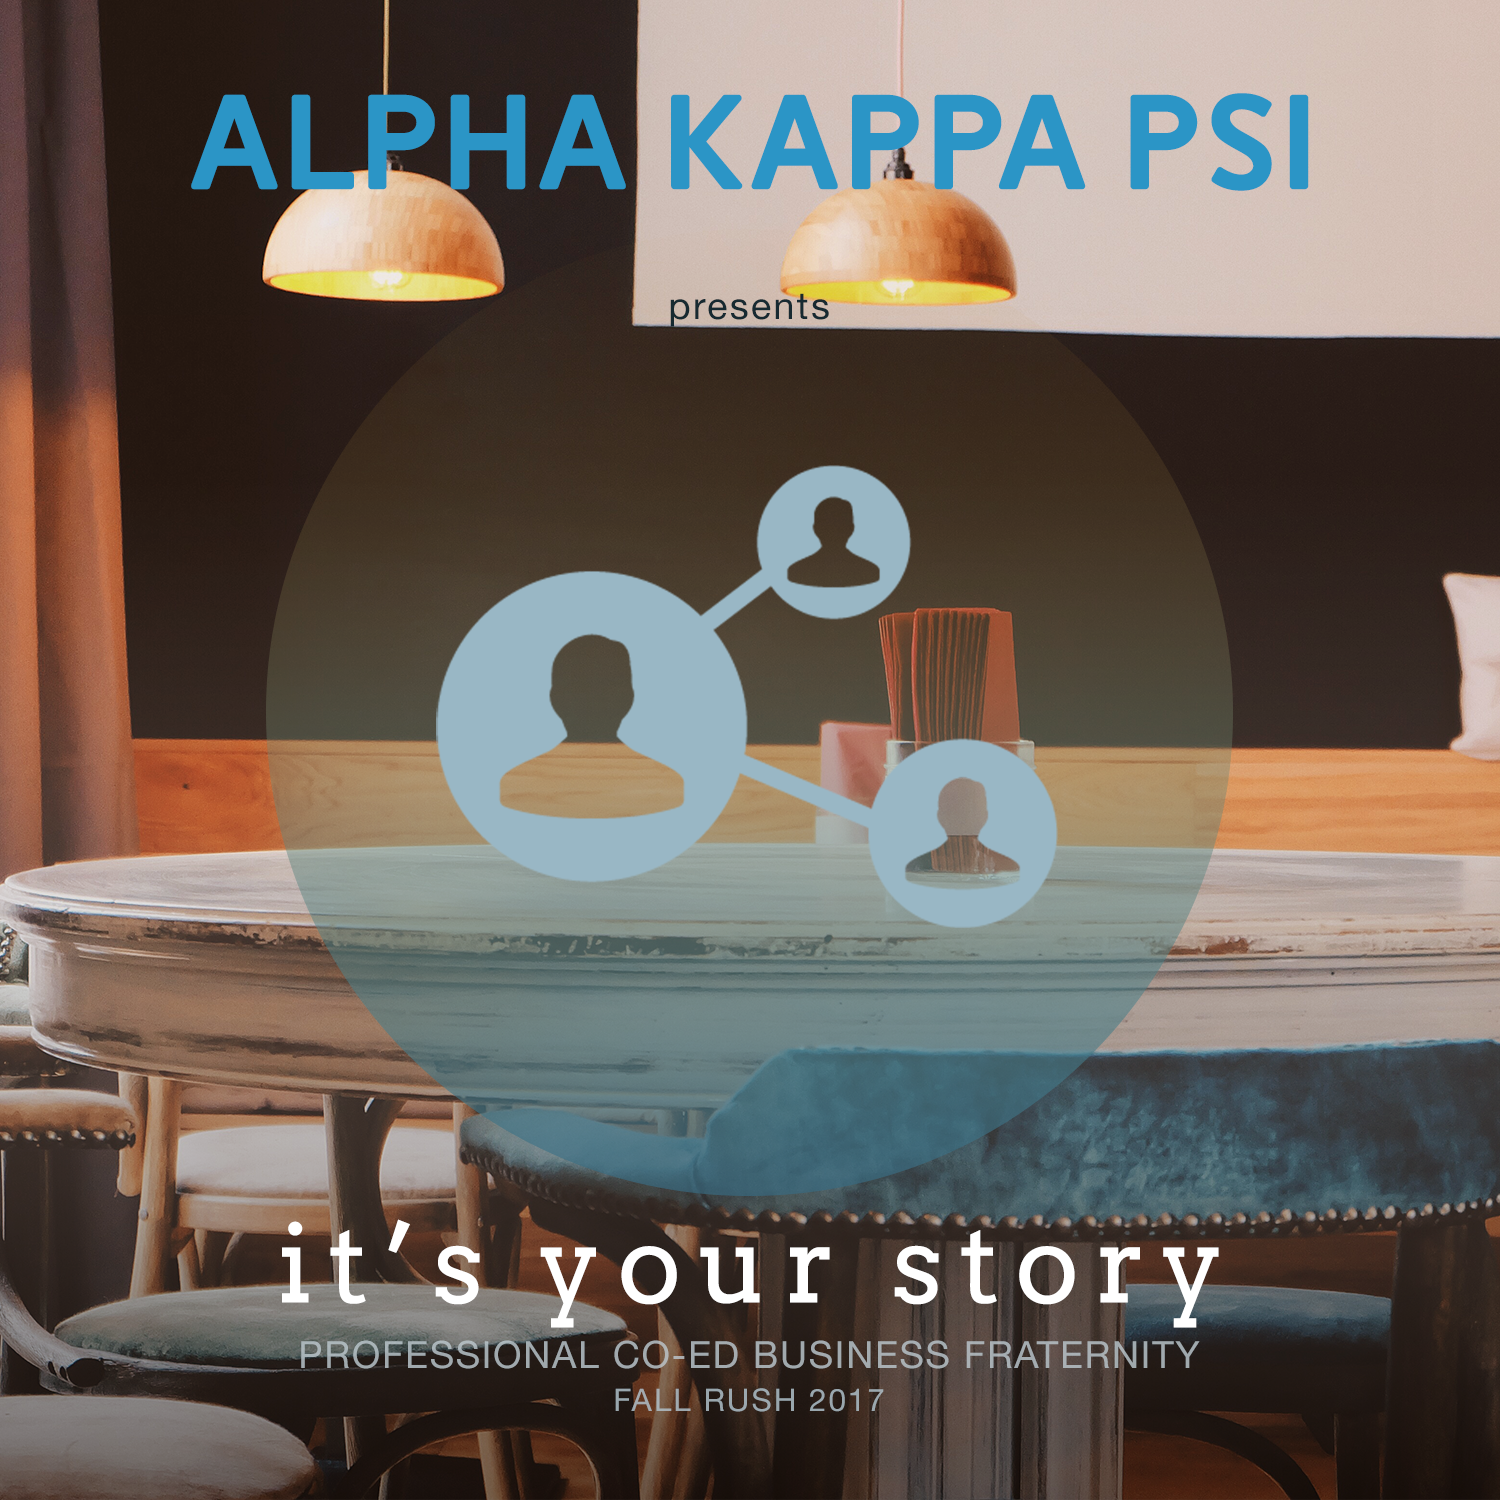 ALPHA KAPPA PSI
presents
it's your story
PROFESSIONAL CO-ED BUSINESS FRATERNITY
FALL RUSH 2017